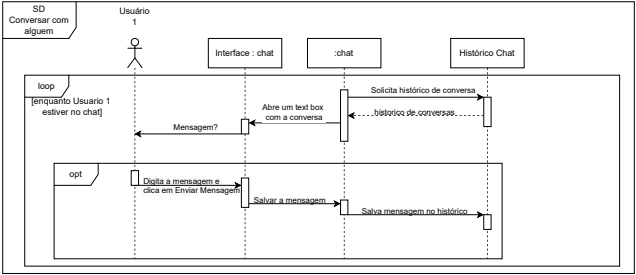 SD
Conversar com
alguem
Usuário
1
Interface : chat
:chat
Histórico Chat
loop
[enquanto Usuario 1
estiver no chat]
Solicita histórico de conversa
Abre um text box
com a conversa
historico de conversas
Mensagem?
opt
Digita a mensagem e
clica em Enviar Mensagem
Salvar a mensagem
Salva mensagem no histórico